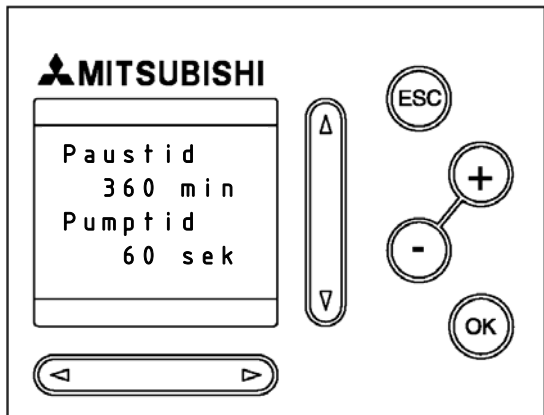 MITSUBISHI
Paustid
360 min
Pumptid
60 sek
ESC
+
-
OK